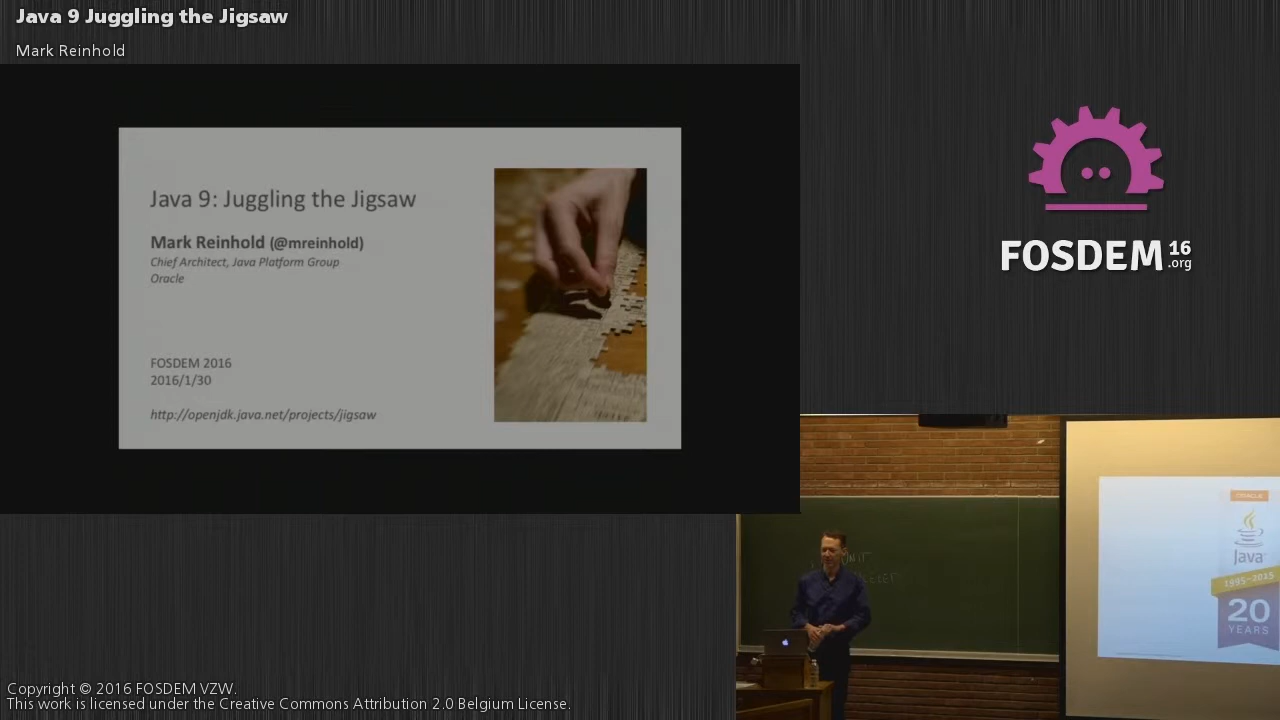 Java 9 Juggling the Jigsaw
Mark Reinhold
Java 9: Juggling the Jigsaw
Mark Reinhold (@mreinhold)
Chief Architect, Java Platform Group
Oracle
FOSDEM 2016
2016/1/30
http://openjdk.java.net/projects/jigsaw
FOSDEM 16
.org
ORACLE
Java
1995-2015
20
YEARS
Copyright © 2016 FOSDEM VZW.
This work is licensed under the Creative Commons Attribution 2.0 Belgium License.